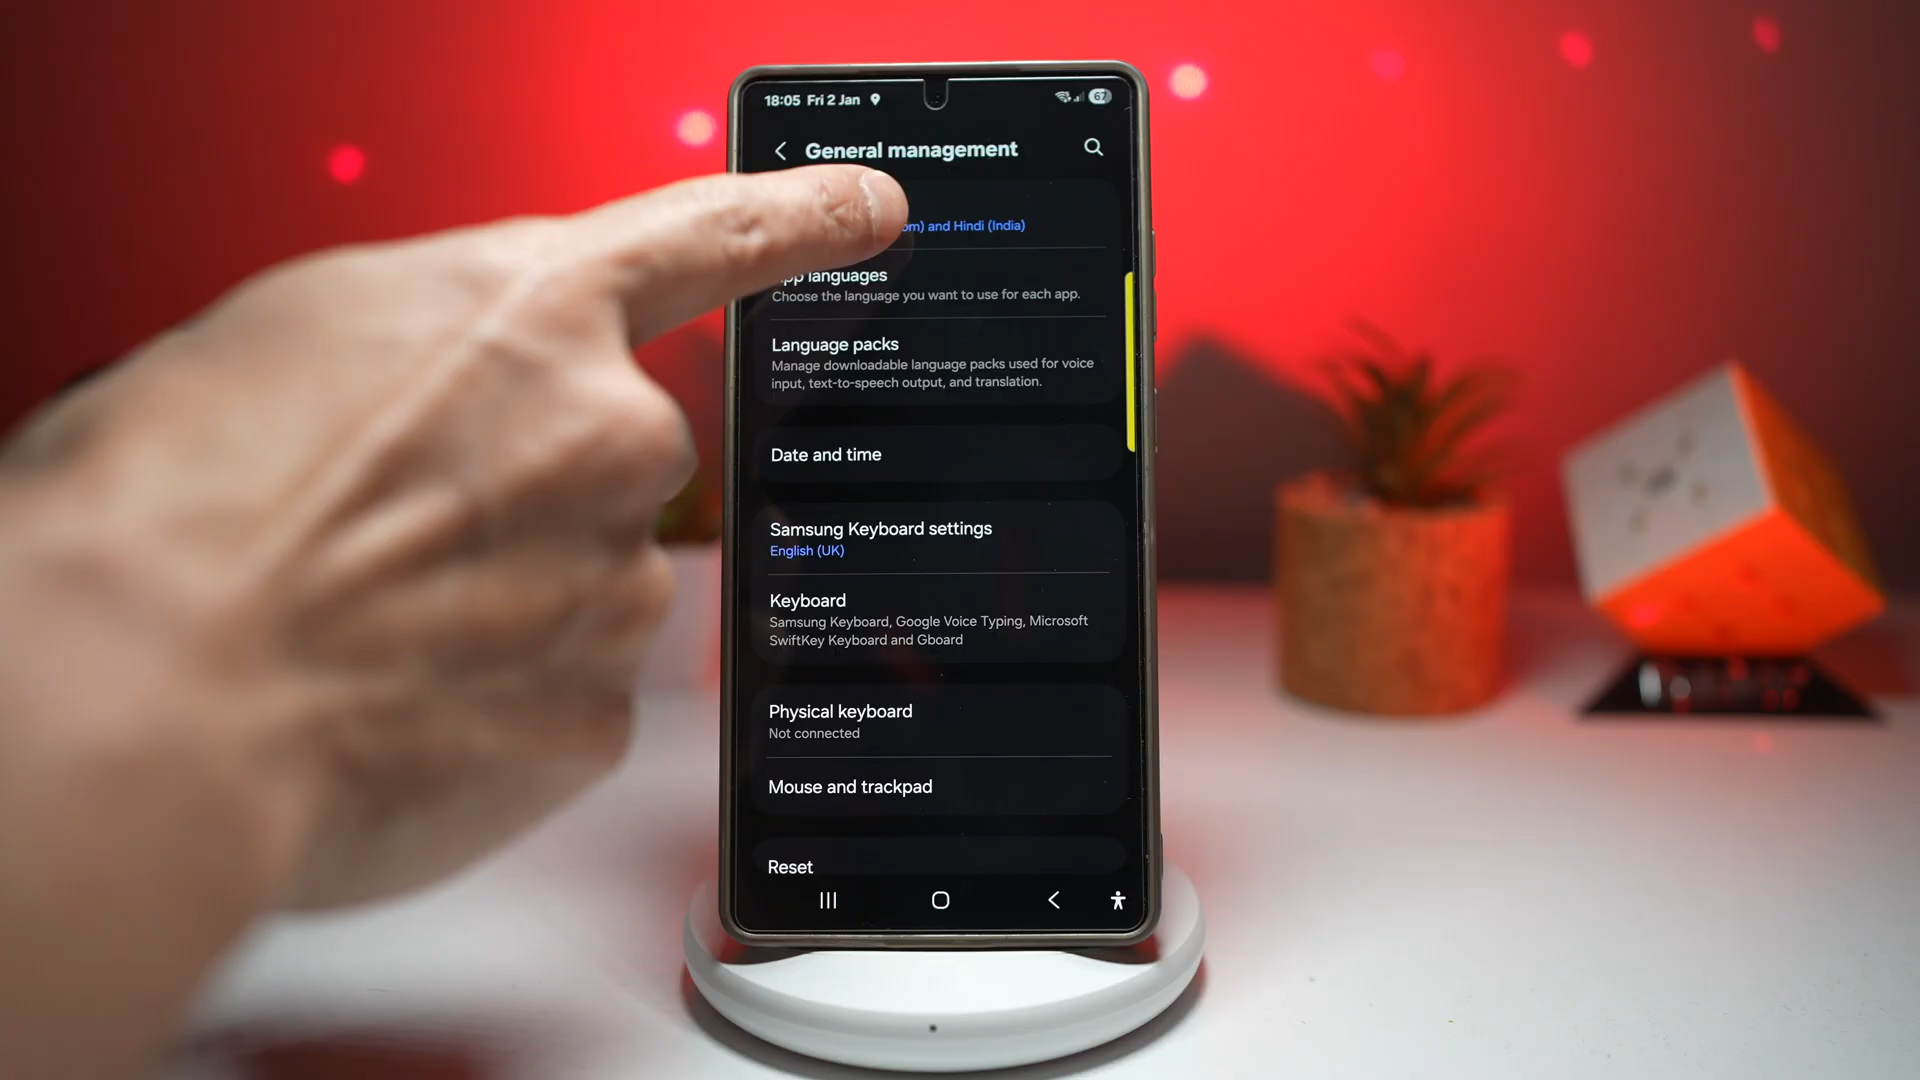 18:05 Fri 2 Jan
67
General management
and Hindi (India)
languages
Choose the language you want to use for each app.
Language packs
Manage downloadable language packs used for voice
input, text-to-speech output, and translation.
Date and time
Samsung Keyboard settings
English (UK)
Keyboard
Samsung Keyboard, Google Voice Typing, Microsoft
SwiftKey Keyboard and Gboard
Physical keyboard
Not connected
Mouse and trackpad
Reset